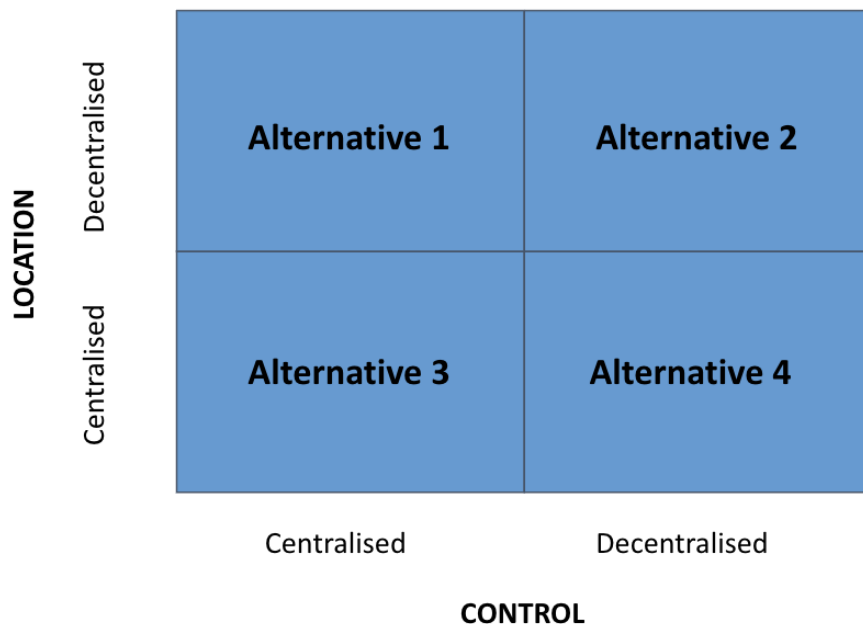 LOCATION
Decentralised
Alternative 1
Alternative 2
Centralised
Alternative 3
Alternative 4
Centralised
Decentralised
CONTROL